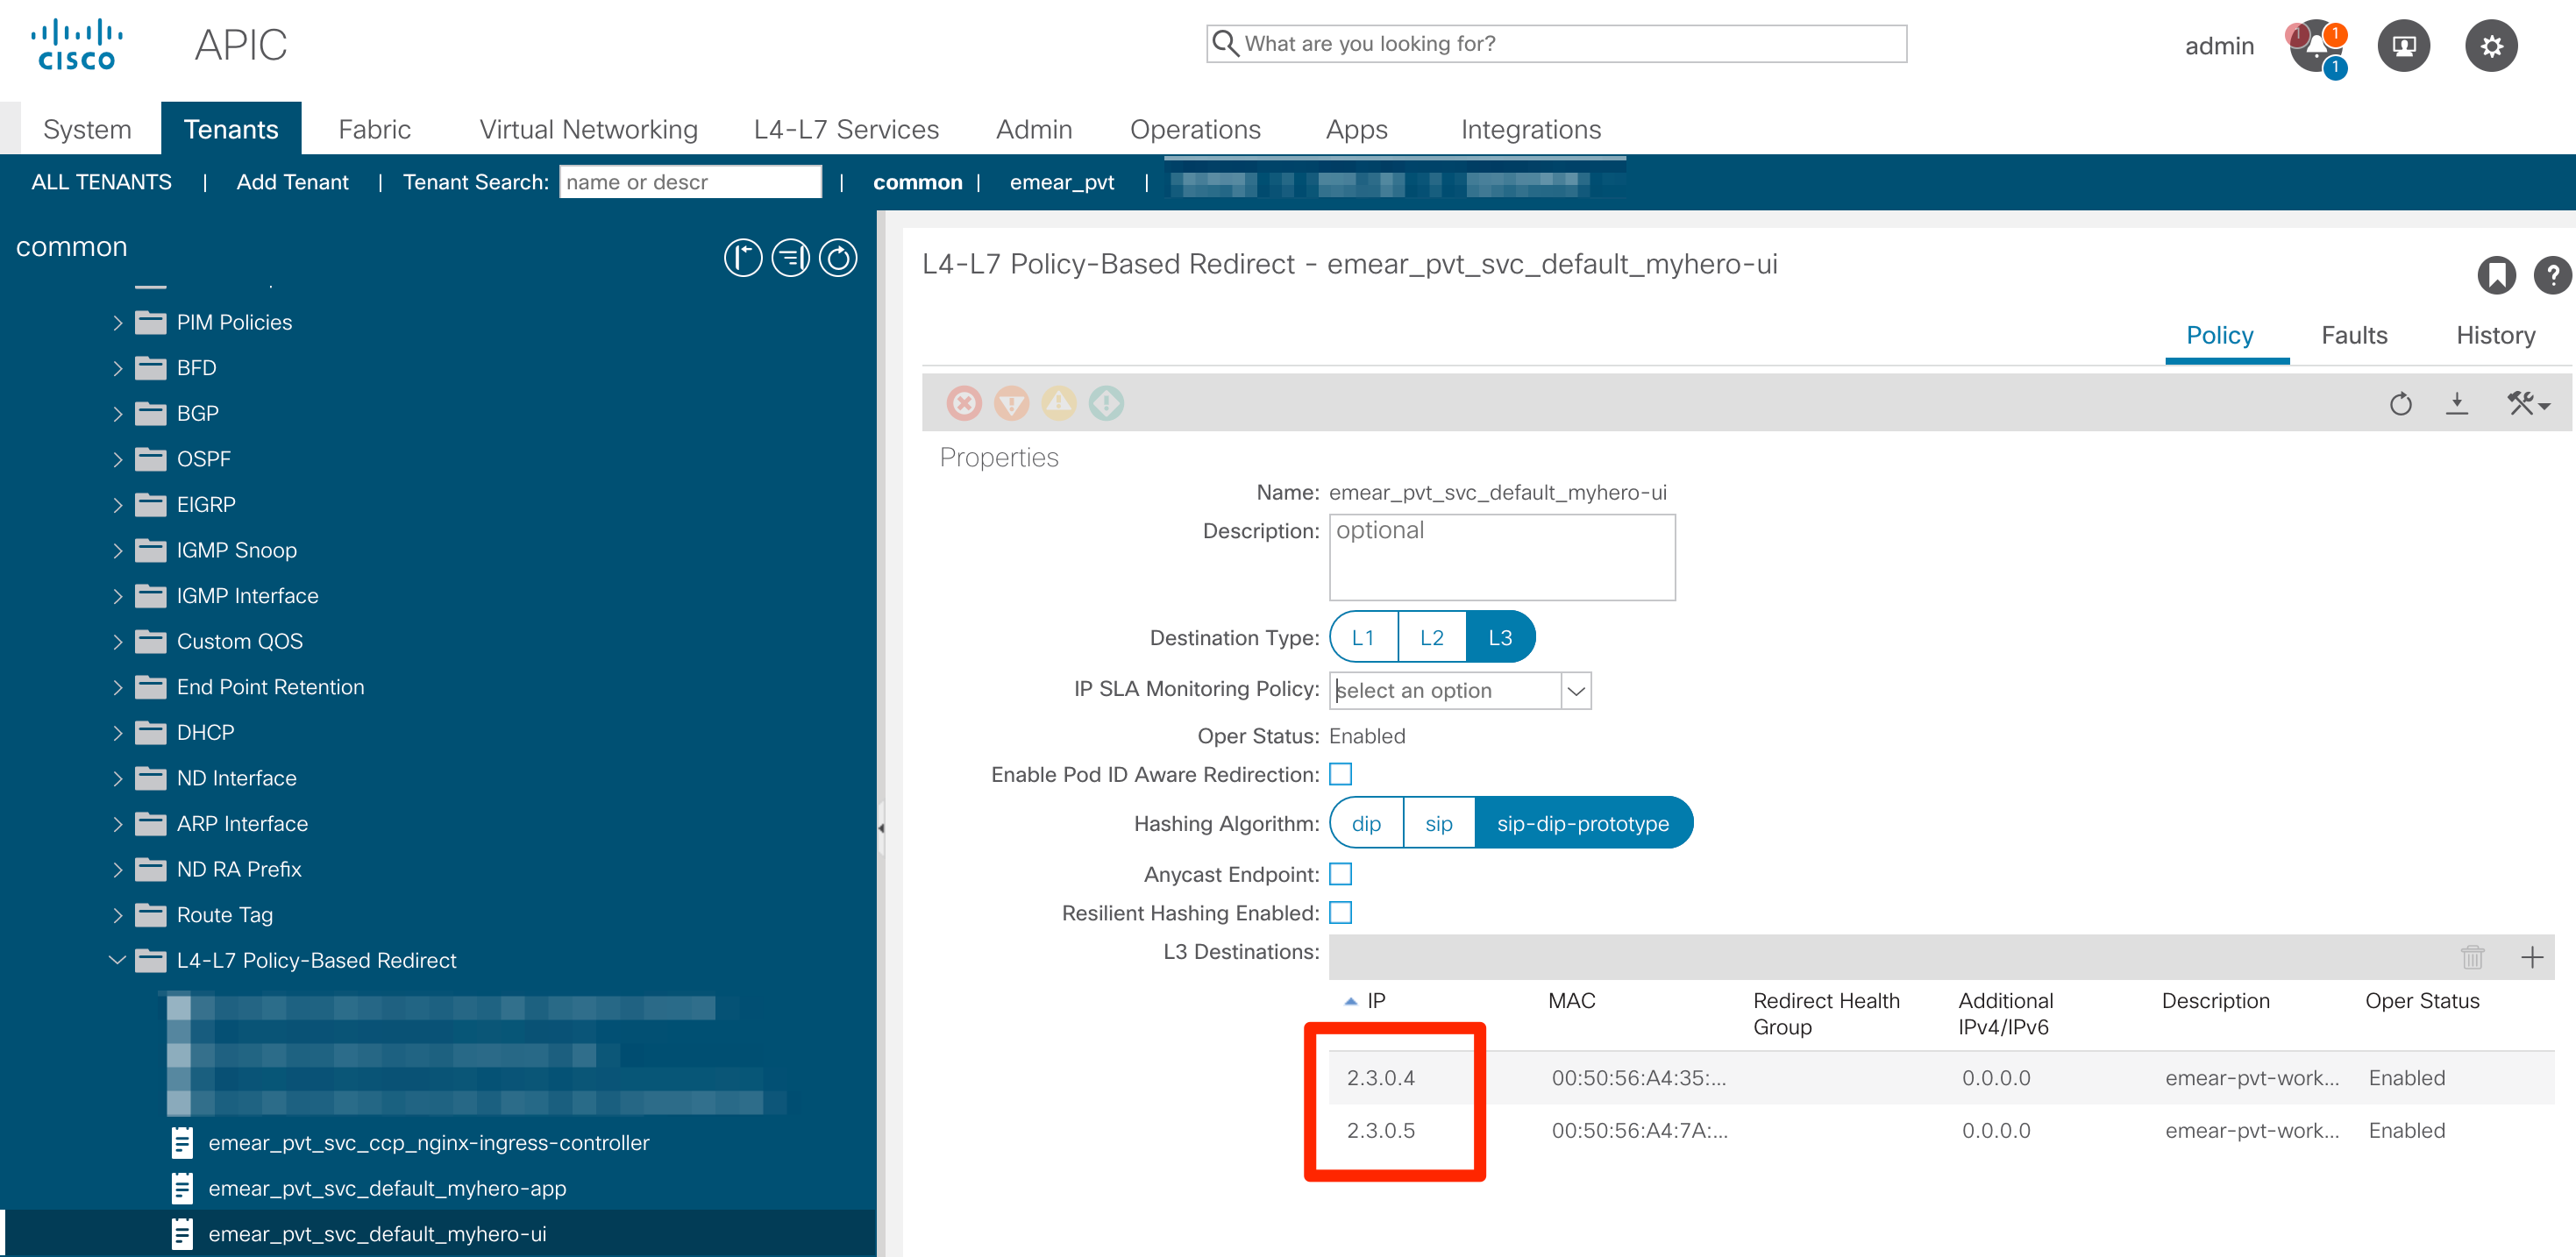 cisco APIC What are you looking for? admin 1 1 1
System Tenants Fabric Virtual Networking L4-L7 Services Admin Operations Apps Integrations
ALL TENANTS | Add Tenant | Tenant Search: name or descr | common | emear_pvt |
common
PIM Policies
BFD
BGP
OSPF
EIGRP
IGMP Snoop
IGMP Interface
Custom QOS
End Point Retention
DHCP
ND Interface
ARP Interface
ND RA Prefix
Route Tag
L4-L7 Policy-Based Redirect
emear_pvt_svc_ccp_nginx-ingress-controller
emear_pvt_svc_default_myhero-app
emear_pvt_svc_default_myhero-ui
L4-L7 Policy-Based Redirect - emear_pvt_svc_default_myhero-ui
Policy Faults History
Properties
Name: emear_pvt_svc_default_myhero-ui
Description: optional
Destination Type: L1 L2 L3
IP SLA Monitoring Policy: select an option
Oper Status: Enabled
Enable Pod ID Aware Redirection:
Hashing Algorithm: dip sip sip-dip-prototype
Anycast Endpoint:
Resilient Hashing Enabled:
L3 Destinations:
IP MAC Redirect Health Group Additional IPv4/IPv6 Description Oper Status
2.3.0.4 00:50:56:A4:35:... 0.0.0.0 emear-pvt-work... Enabled
2.3.0.5 00:50:56:A4:7A:... 0.0.0.0 emear-pvt-work... Enabled